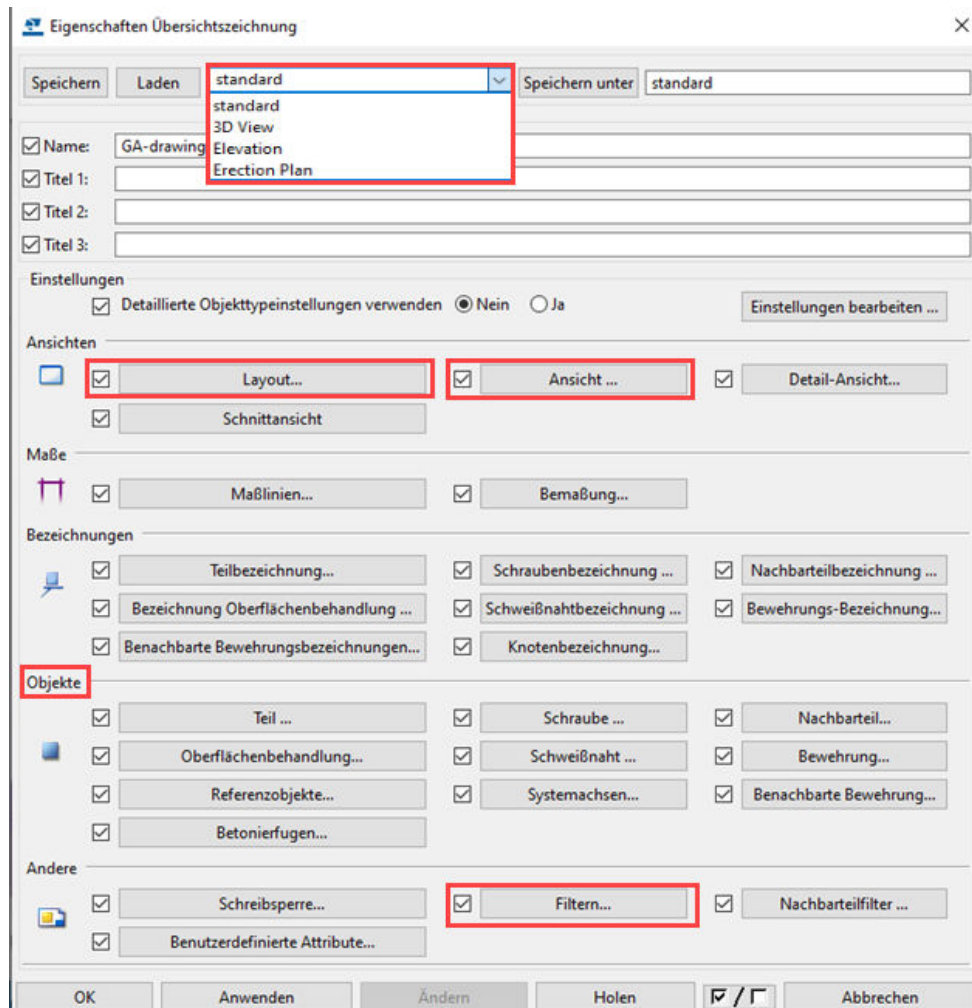 Eigenschaften Übersichtszeichnung
Speichern Laden standard Speichern unter standard
standard
3D View
Name: GA-drawing Elevation
Erection Plan
Titel 1:
Titel 2:
Titel 3:
Einstellungen
Detaillierte Objekttypeinstellungen verwenden Nein Ja Einstellungen bearbeiten ...
Ansichten
Layout... Ansicht ... Detail-Ansicht...
Schnittansicht
Maße
Maßlinien... Bemaßung...
Bezeichnungen
Teilbezeichnung... Schraubenbezeichnung ... Nachbarteilbezeichnung ...
Bezeichnung Oberflächenbehandlung ... Schweißnahtbezeichnung ... Bewehrungs-Bezeichnung...
Benachbarte Bewehrungsbezeichnungen... Knotenbezeichnung...
Objekte
Teil ... Schraube ... Nachbarteil...
Oberflächenbehandlung... Schweißnaht ... Bewehrung...
Referenzobjekte... Systemachsen... Benachbarte Bewehrung...
Betonierfugen...
Andere
Schreibsperre... Filtern... Nachbarteilfilter ...
Benutzerdefinierte Attribute...
OK Anwenden Ändern Holen / Abbrechen